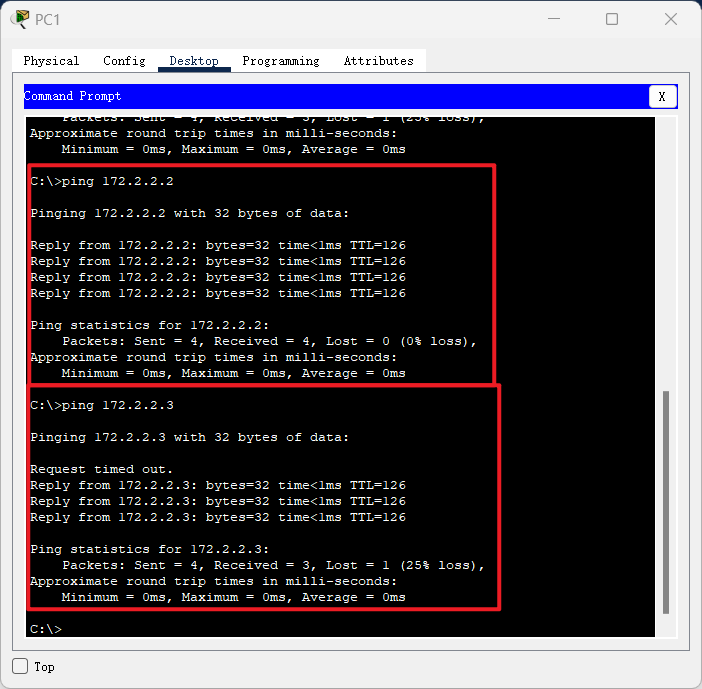 PC1
Physical Config Desktop Programming Attributes
Command Prompt X
Packets: Sent = 4, Received = 3, Lost = 1 (25% loss),
Approximate round trip times in milli-seconds:
Minimum = 0ms, Maximum = 0ms, Average = 0ms
C:\>ping 172.2.2.2
Pinging 172.2.2.2 with 32 bytes of data:
Reply from 172.2.2.2: bytes=32 time<1ms TTL=126
Reply from 172.2.2.2: bytes=32 time<1ms TTL=126
Reply from 172.2.2.2: bytes=32 time<1ms TTL=126
Reply from 172.2.2.2: bytes=32 time<1ms TTL=126
Ping statistics for 172.2.2.2:
Packets: Sent = 4, Received = 4, Lost = 0 (0% loss),
Approximate round trip times in milli-seconds:
Minimum = 0ms, Maximum = 0ms, Average = 0ms
C:\>ping 172.2.2.3
Pinging 172.2.2.3 with 32 bytes of data:
Request timed out.
Reply from 172.2.2.3: bytes=32 time<1ms TTL=126
Reply from 172.2.2.3: bytes=32 time<1ms TTL=126
Reply from 172.2.2.3: bytes=32 time<1ms TTL=126
Ping statistics for 172.2.2.3:
Packets: Sent = 4, Received = 3, Lost = 1 (25% loss),
Approximate round trip times in milli-seconds:
Minimum = 0ms, Maximum = 0ms, Average = 0ms
C:\>
Top